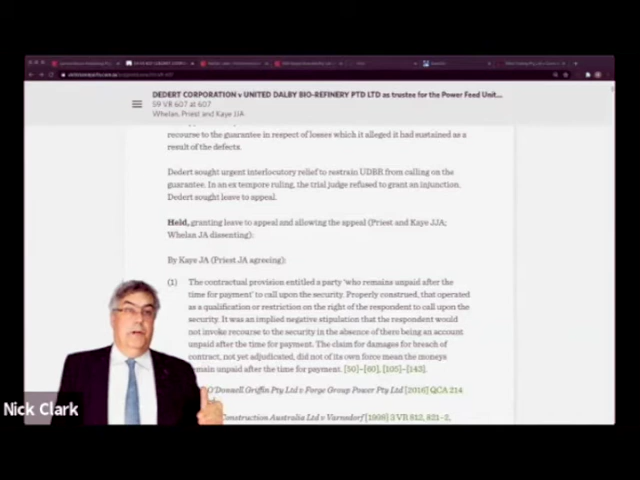 DEDERT CORPORATION v UNITED DALBY BIO-REFINERY PTD LTD as trustee for the Power Feed Unit...
59 VR 607 at 607
Whelan, Priest and Kaye JJA
recourse to the guarantee in respect of losses which it alleged it had sustained as a
result of the defects.
Dedert sought urgent interlocutory relief to restrain UDBR from calling on the
guarantee. In an ex tempore ruling, the trial judge refused to grant an injunction.
Dedert sought leave to appeal.
Held, granting leave to appeal and allowing the appeal (Priest and Kaye JJA;
Whelan JA dissenting):
By Kaye JA (Priest JA agreeing):
(1) The contractual provision entitled a party 'who remains unpaid after the
time for payment' to call upon the security. Properly construed, that operated
as a qualification or restriction on the right of the respondent to call upon the
security. It was an implied negative stipulation that the respondent would
not invoke recourse to the security in the absence of there being an account
unpaid after the time for payment. The claim for damages for breach of
contract, not yet adjudicated, did not of its own force mean the moneys
remain unpaid after the time for payment. [50]–[60], [105]–[143].
O'Donnell Griffin Pty Ltd v Forge Group Power Pty Ltd [2016] QCA 214
Construction Australia Ltd v Varnsdorf [1998] 3 VR 812, 821–2,
Nick Clark